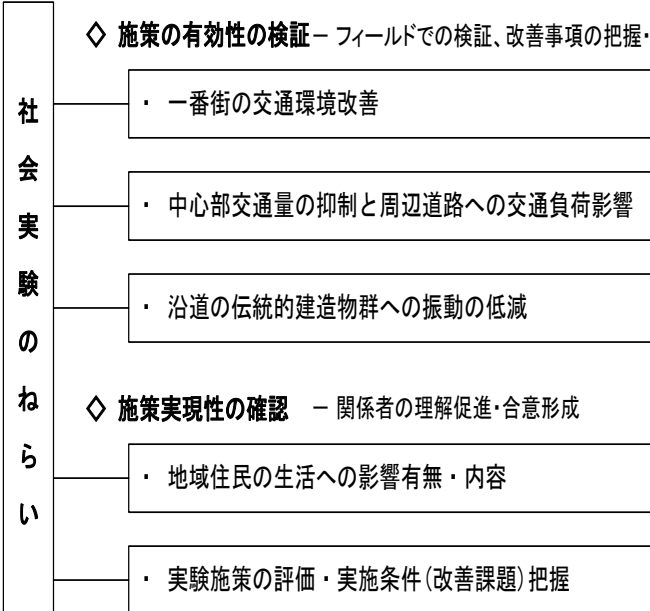 社会実験のねらい
◇ 施策の有効性の検証－ フィールドでの検証、改善事項の把握・
・ 一番街の交通環境改善
・ 中心部交通量の抑制と周辺道路への交通負荷影響
・ 沿道の伝統的建造物群への振動の低減
◇ 施策実現性の確認 － 関係者の理解促進・合意形成
・ 地域住民の生活への影響有無・内容
・ 実験施策の評価・実施条件(改善課題)把握